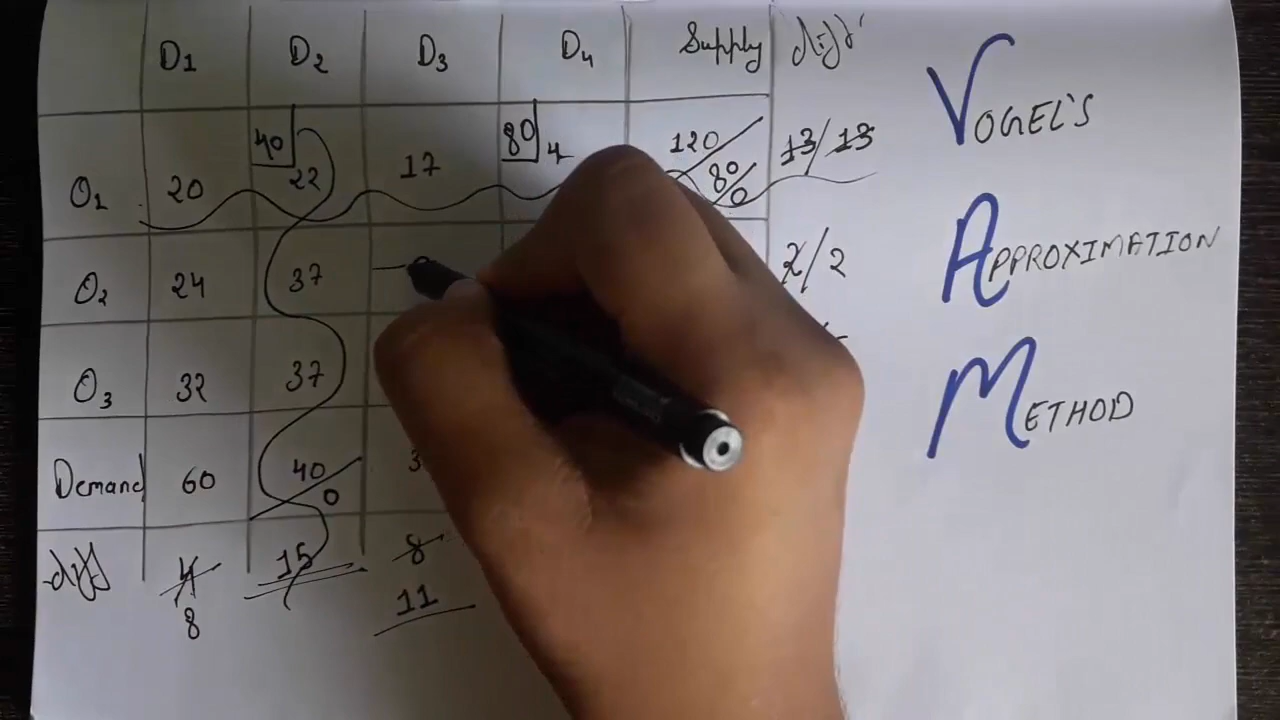 D1 D2 D3 D4 Supply diff
40 80
O1 20 22 17 4 120 80 0 13/13
O2 24 37 2/2
O3 32 37
Demand 60 40 0
diff 4 15 8
8 11
VOGEL'S
APPROXIMATION
METHOD